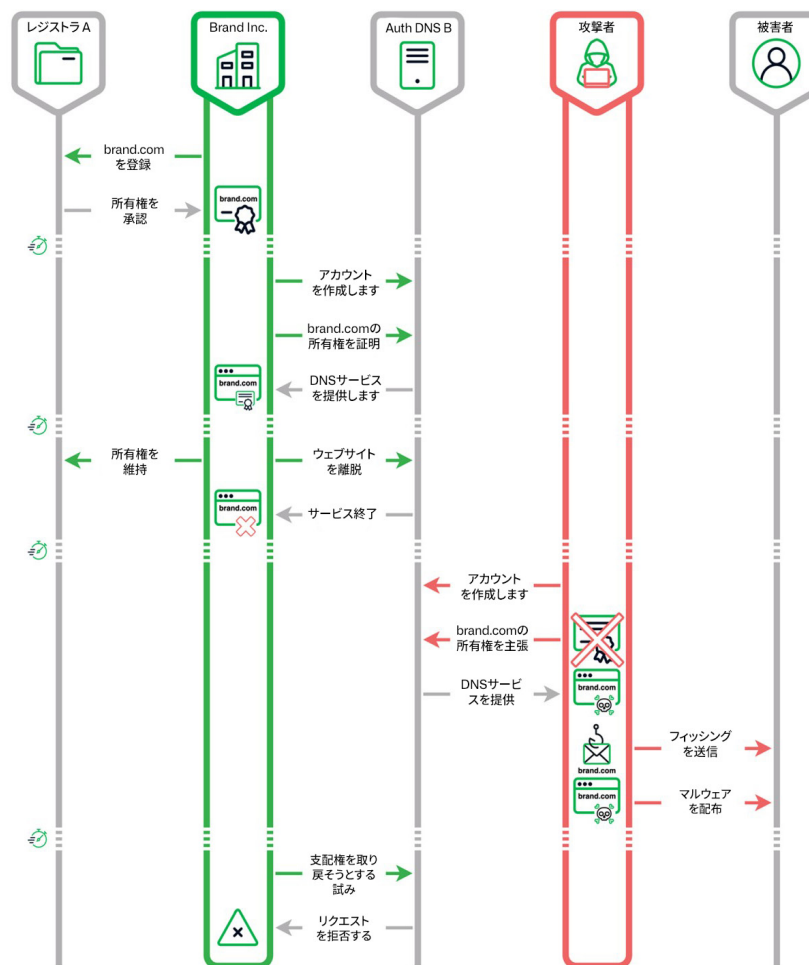 レジストラ A
Brand Inc.
Auth DNS B
攻撃者
被害者
brand.com
を登録
所有権を
承認
brand.com
アカウント
を作成します
brand.comの
所有権を証明
brand.com
DNSサービス
を提供します
所有権を
維持
ウェブサイト
を離脱
brand.com
サービス終了
アカウント
を作成します
brand.comの
所有権を主張
DNSサービ
スを提供
brand.com
フィッシング
を送信
brand.com
brand.com
マルウェア
を配布
支配権を取り
戻そうとする
試み
リクエスト
を拒否する